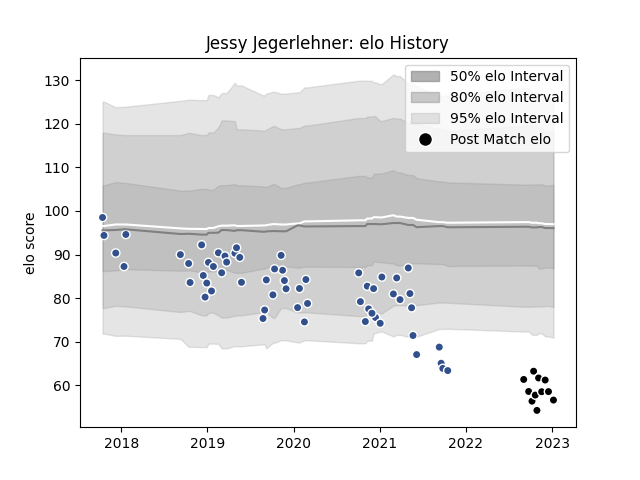 Jessy Jegerlehner: elo History
50% elo Interval
80% elo Interval
95% elo Interval
Post Match elo
elo score
130
120
110
100
90
80
70
60
2018
2019
2020
2021
2022
2023